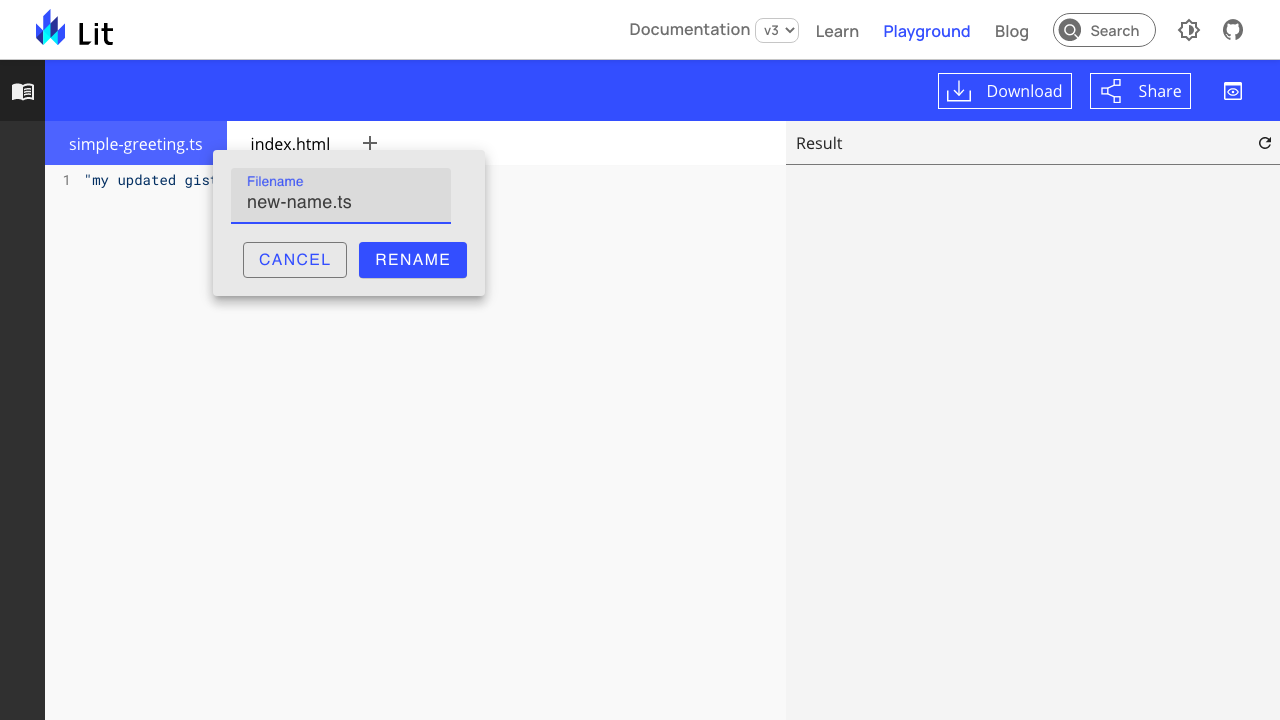 Lit
Documentation v3 Learn Playground Blog Search
Download Share
simple-greeting.ts index.html Result
1 "my updated gist
Filename
new-name.ts
CANCEL RENAME